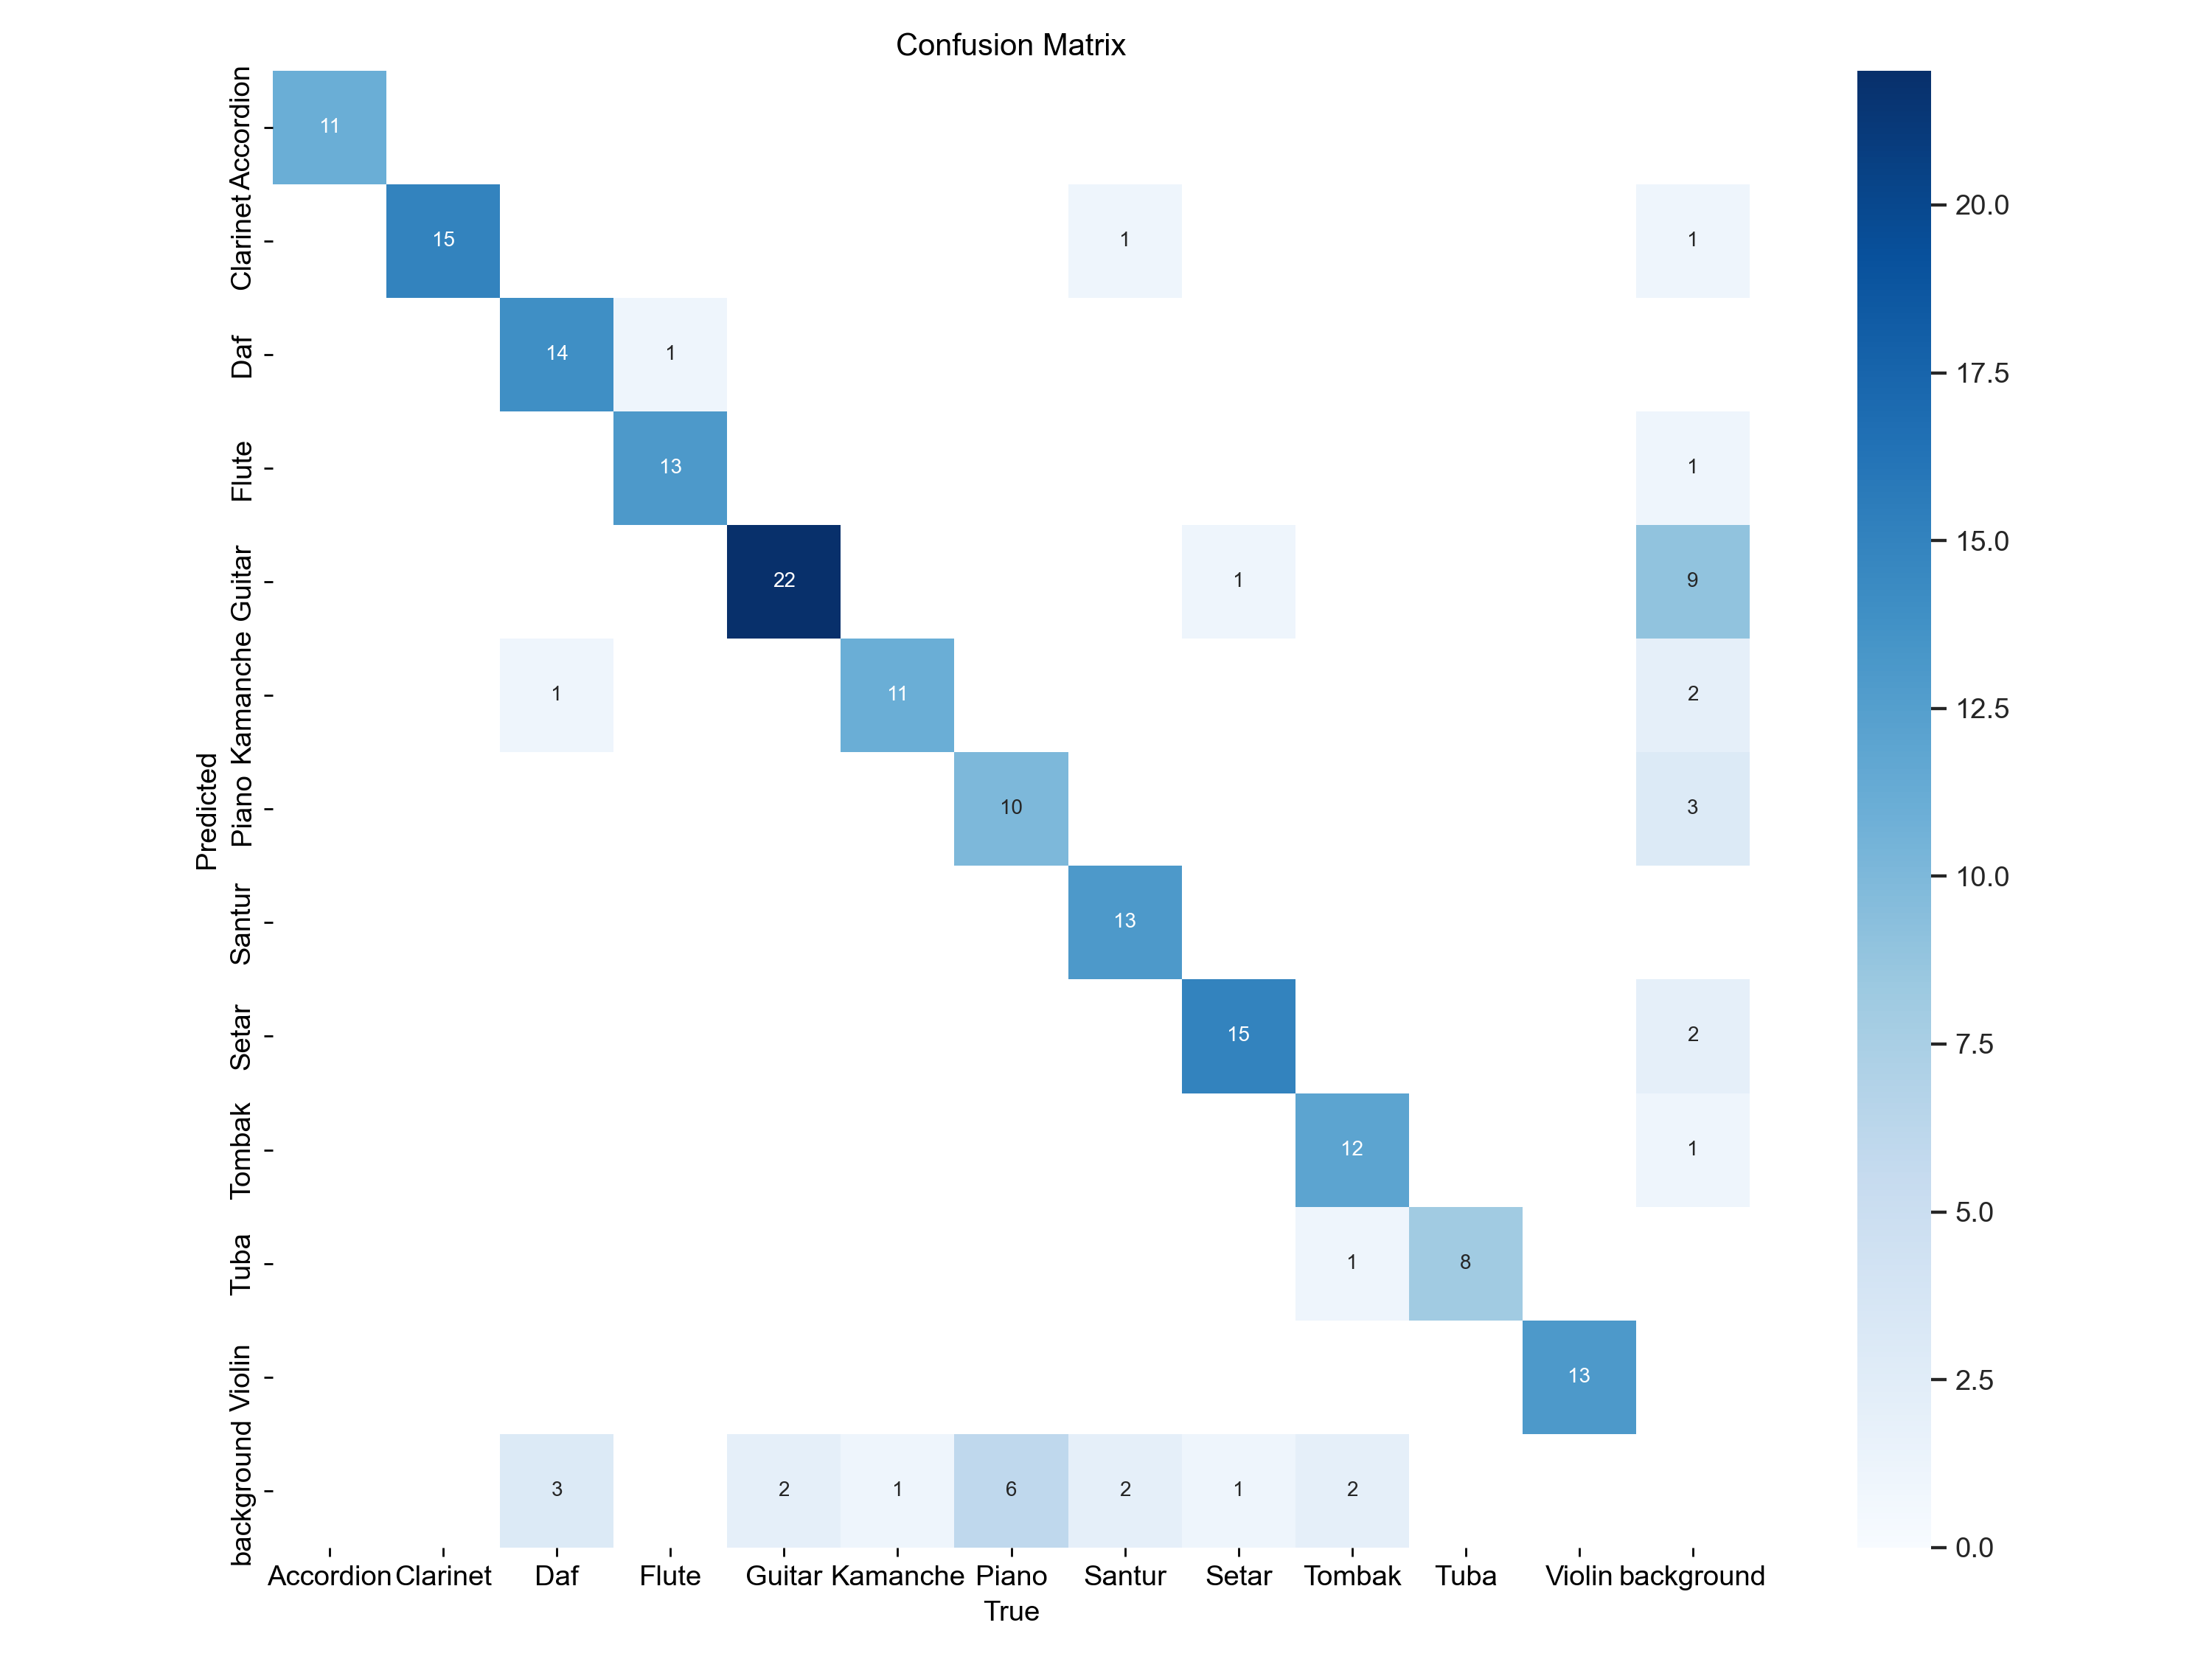 Confusion Matrix
Accordion
11
Clarinet
15
1
1
20.0
Daf
14
1
17.5
Flute
13
1
15.0
Guitar
22
1
9
Kamanche
1
11
2
12.5
Predicted
Piano
10
3
10.0
Santur
13
Setar
15
2
7.5
Tombak
12
1
5.0
Tuba
1
8
Violin
13
2.5
background
3
2
1
6
2
1
2
0.0
Accordion Clarinet Daf Flute Guitar Kamanche Piano Santur Setar Tombak Tuba Violin background
True